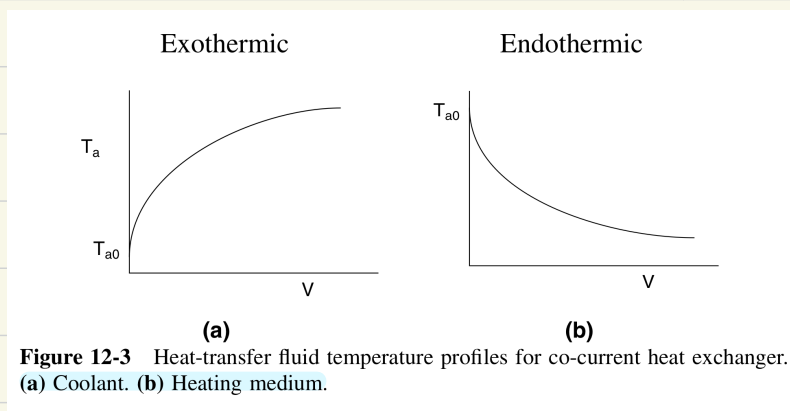 Exothermic
Endothermic
Ta
Ta0
V
Ta0
V
(a)
(b)
Figure 12-3 Heat-transfer fluid temperature profiles for co-current heat exchanger.
(a) Coolant. (b) Heating medium.